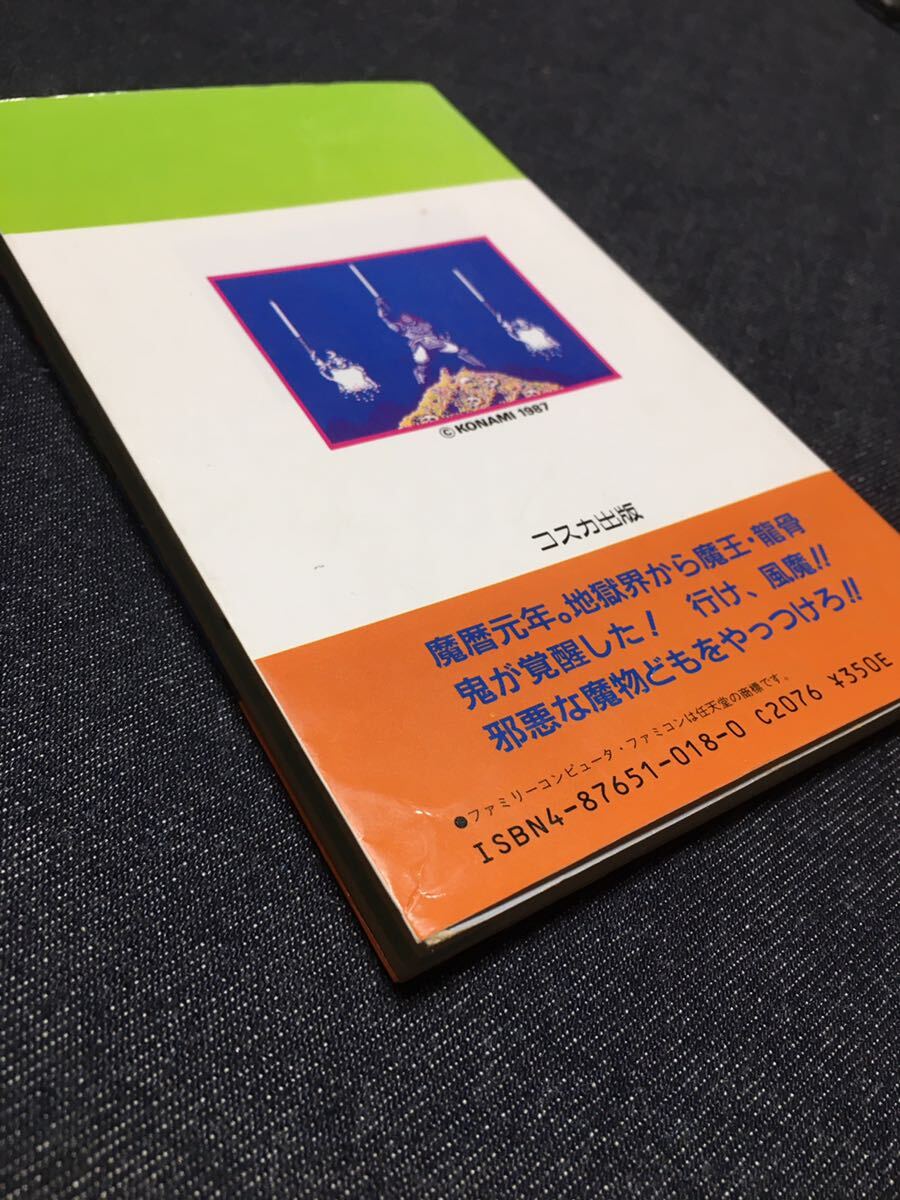 ©KONAMI 1987
コスカ出版
魔暦元年。地獄界から魔王・龍骨
鬼が覚醒した！ 行け、風魔!!
邪悪な魔物どもをやっつけろ!!
●ファミリーコンピュータ・ファミコンは任天堂の商標です。
ISBN4-87651-018-0 C2076 ¥350E